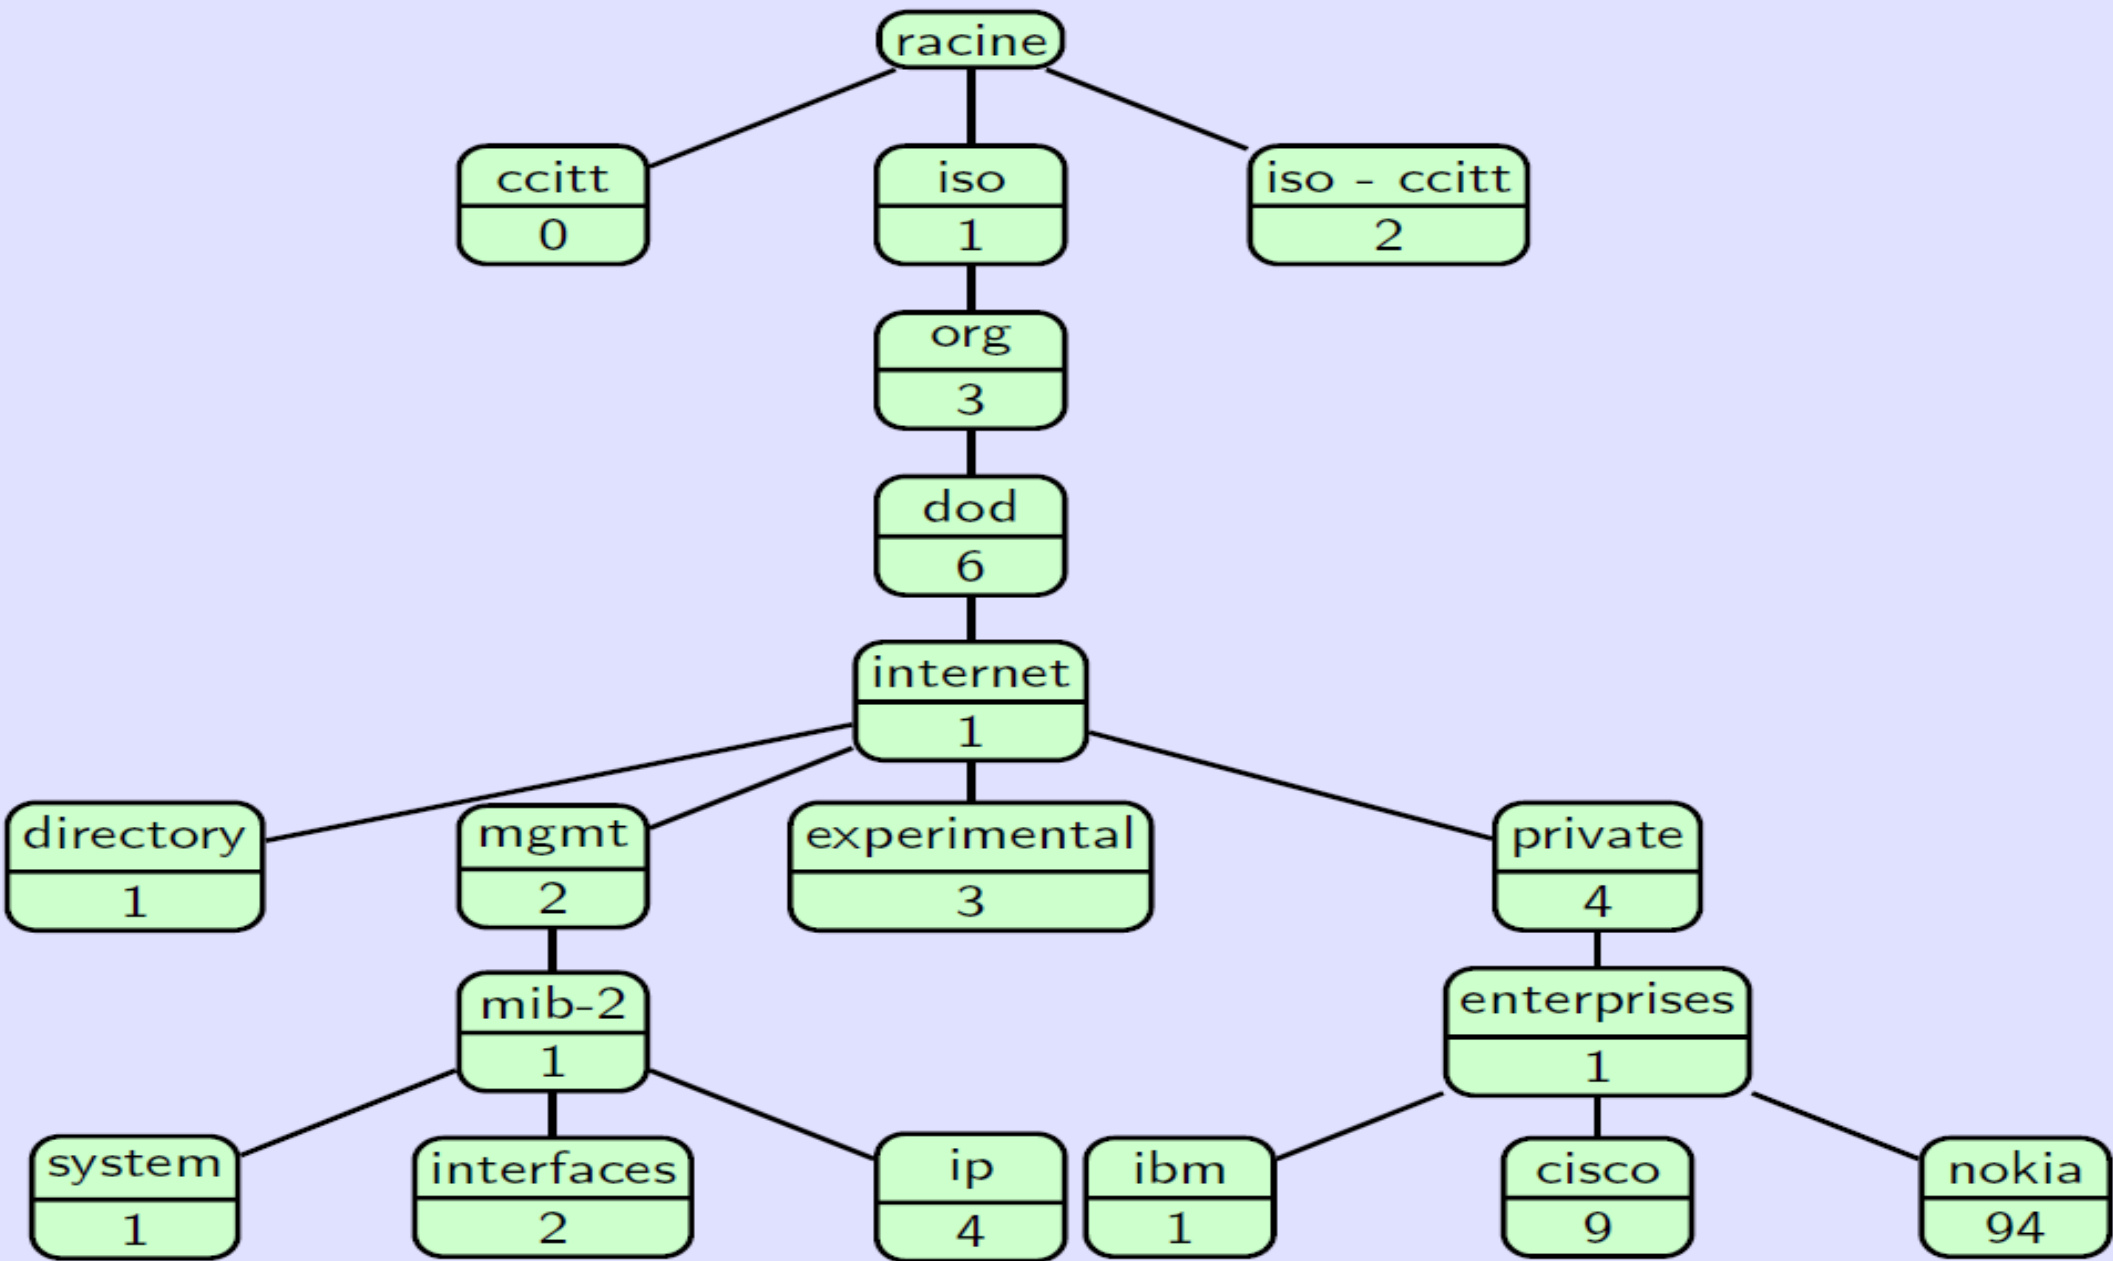 racine
ccitt
0
iso
1
iso - ccitt
2
org
3
dod
6
internet
1
directory
1
mgmt
2
experimental
3
private
4
mib-2
1
enterprises
1
system
1
interfaces
2
ip
4
ibm
1
cisco
9
nokia
94